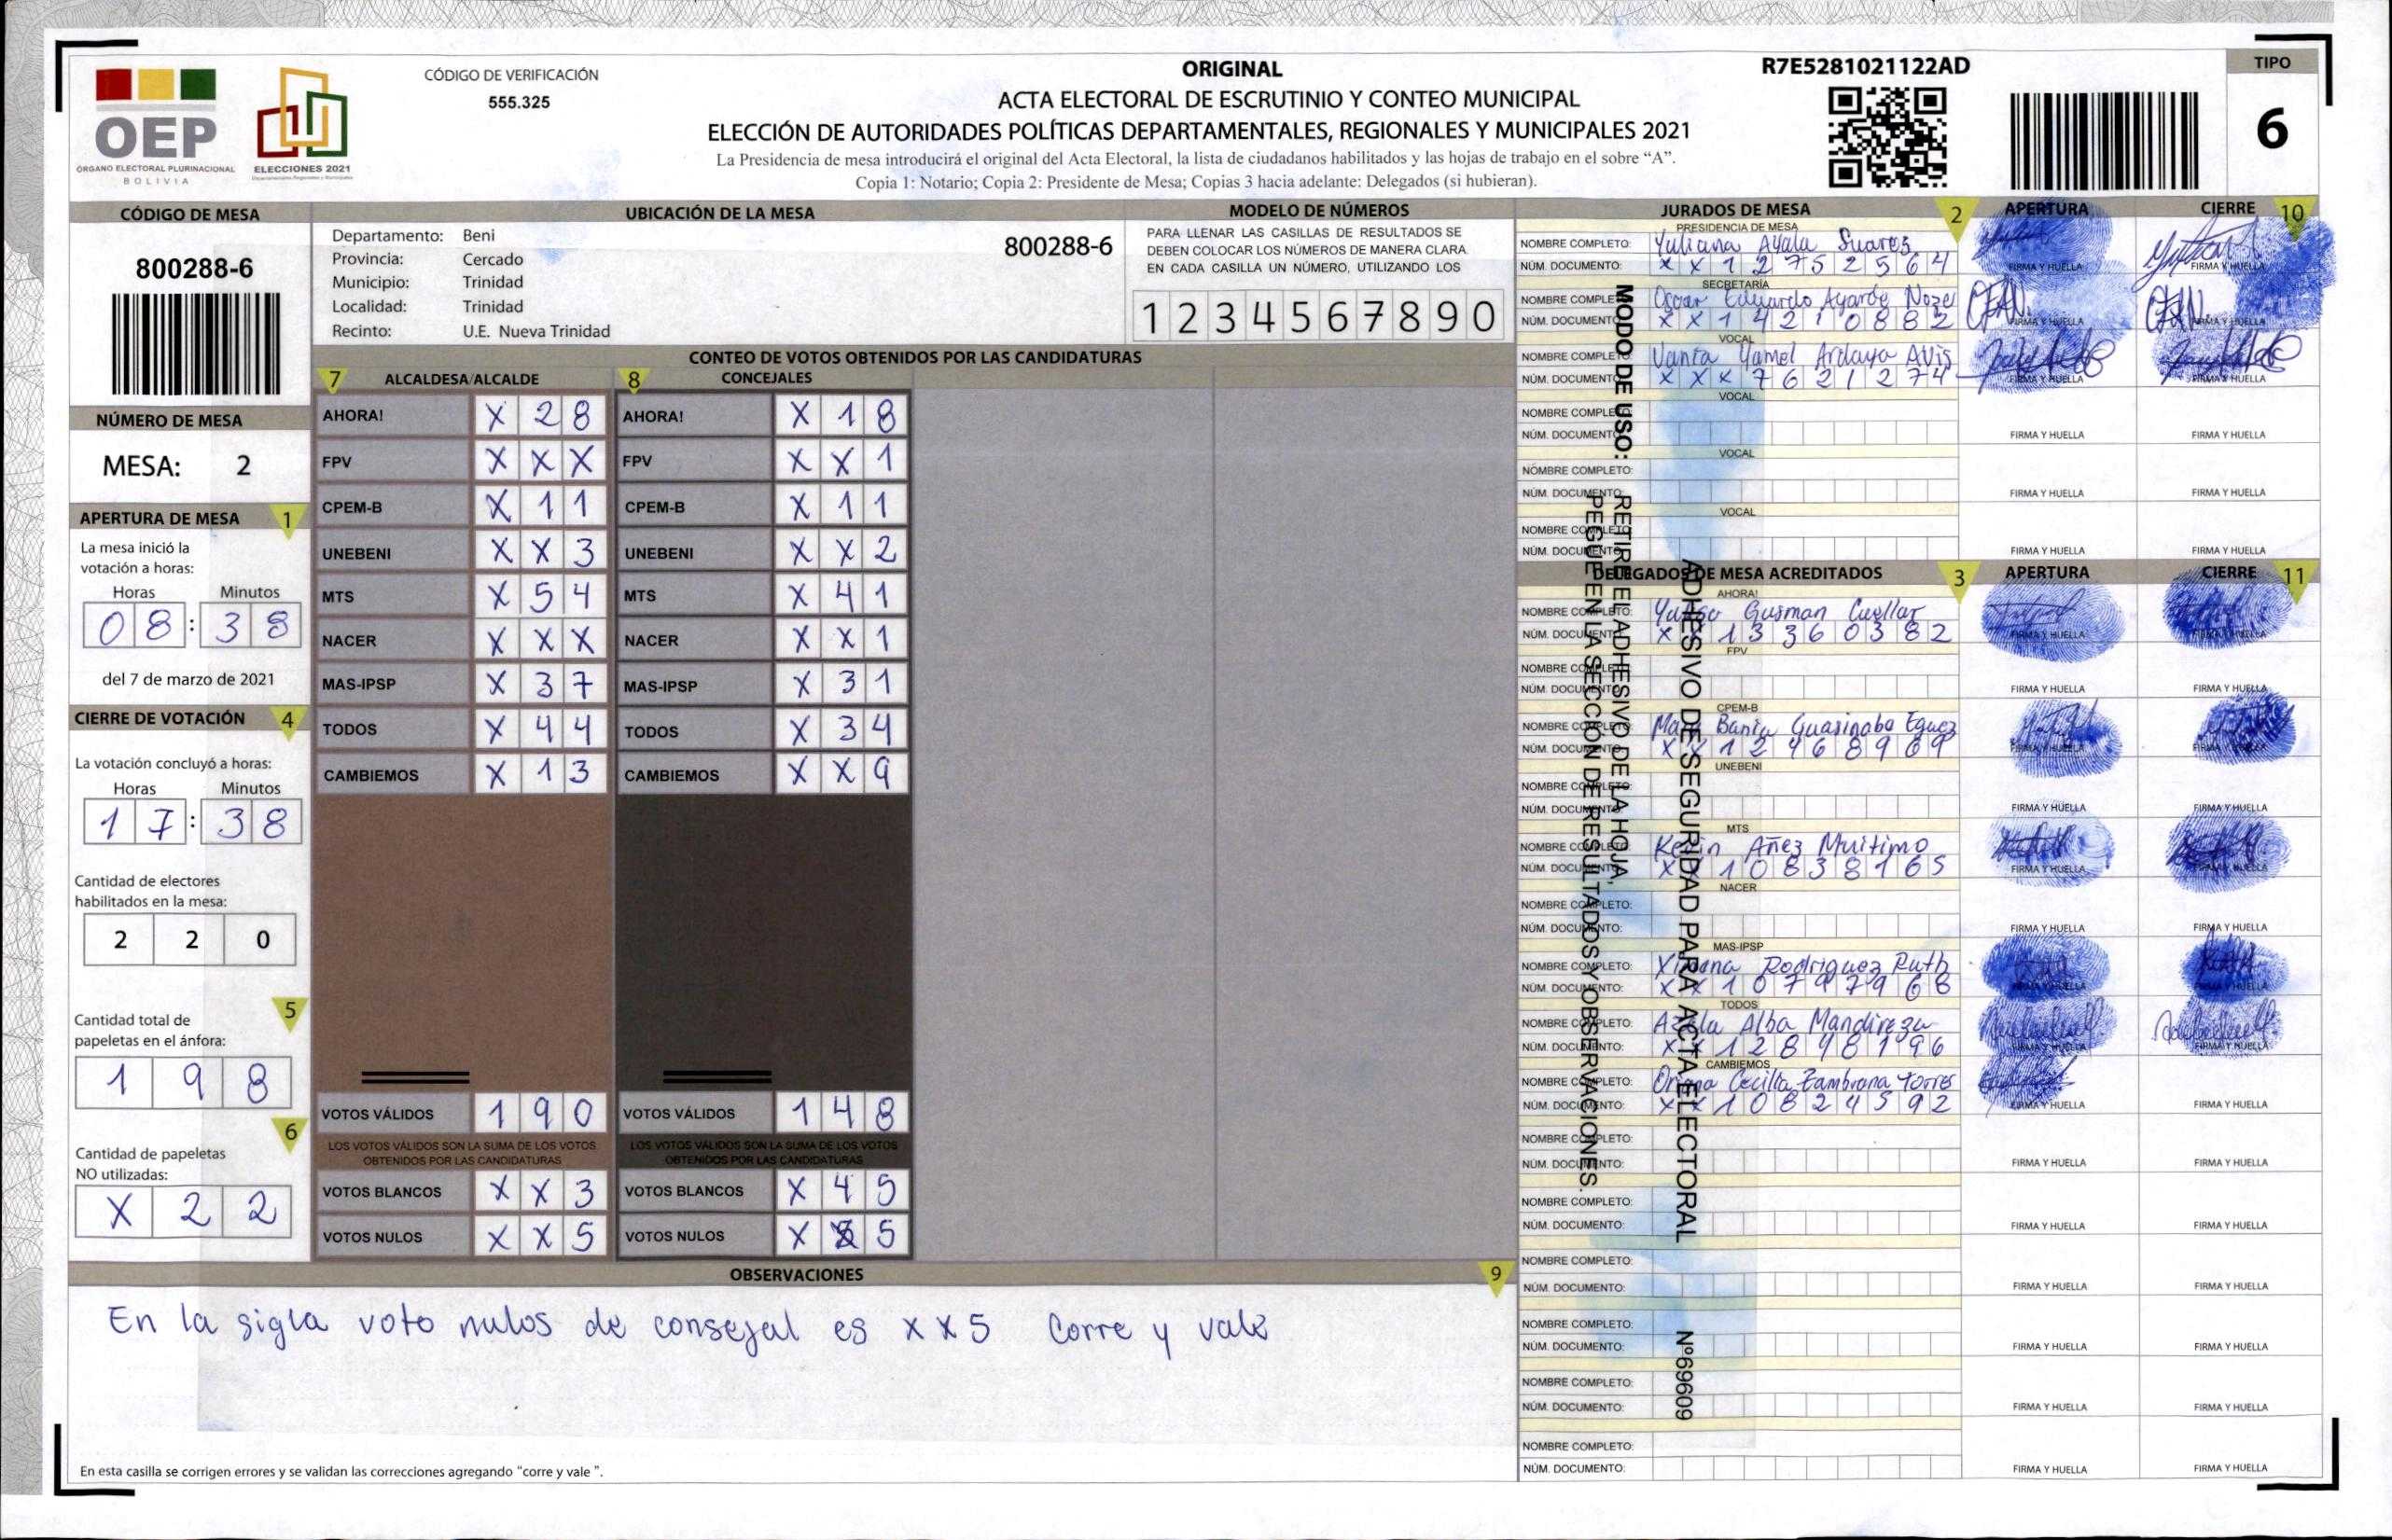 OEP
ÓRGANO ELECTORAL PLURINACIONAL
BOLIVIA
ELECCIONES 2021
CÓDIGO DE VERIFICACIÓN
555.325
ORIGINAL
ACTA ELECTORAL DE ESCRUTINIO Y CONTEO MUNICIPAL
ELECCIÓN DE AUTORIDADES POLÍTICAS DEPARTAMENTALES, REGIONALES Y MUNICIPALES 2021
La Presidencia de mesa introducirá el original del Acta Electoral, la lista de ciudadanos habilitados y las hojas de trabajo en el sobre “A”.
Copia 1: Notario; Copia 2: Presidente de Mesa; Copias 3 hacia adelante: Delegados (si hubieran).
R7E5281021122AD
TIPO
6
CÓDIGO DE MESA
800288-6
NÚMERO DE MESA
MESA: 2
APERTURA DE MESA 1
La mesa inició la
votación a horas:
Horas Minutos
08:38
del 7 de marzo de 2021
CIERRE DE VOTACIÓN 4
La votación concluyó a horas:
Horas Minutos
17:38
Cantidad de electores
habilitados en la mesa:
2 2 0
5
Cantidad total de
papeletas en el ánfora:
1 9 8
6
Cantidad de papeletas
NO utilizadas:
X 2 2
UBICACIÓN DE LA MESA
Departamento: Beni
Provincia: Cercado
Municipio: Trinidad
Localidad: Trinidad
Recinto: U.E. Nueva Trinidad
800288-6
MODELO DE NÚMEROS
PARA LLENAR LAS CASILLAS DE RESULTADOS SE
DEBEN COLOCAR LOS NÚMEROS DE MANERA CLARA
EN CADA CASILLA UN NÚMERO, UTILIZANDO LOS
1 2 3 4 5 6 7 8 9 0
CONTEO DE VOTOS OBTENIDOS POR LAS CANDIDATURAS
7 ALCALDESA/ALCALDE
AHORA! X 2 8
FPV X X X
CPEM-B X 1 1
UNEBENI X X 3
MTS X 5 4
NACER X X X
MAS-IPSP X 3 7
TODOS X 4 4
CAMBIEMOS X 1 3
VOTOS VÁLIDOS 1 9 0
LOS VOTOS VÁLIDOS SON LA SUMA DE LOS VOTOS
OBTENIDOS POR LAS CANDIDATURAS
VOTOS BLANCOS X X 3
VOTOS NULOS X X 5
8 CONCEJALES
AHORA! X 1 8
FPV X X 1
CPEM-B X 1 1
UNEBENI X X 2
MTS X 4 1
NACER X X 1
MAS-IPSP X 3 1
TODOS X 3 4
CAMBIEMOS X X 9
VOTOS VÁLIDOS 1 4 8
LOS VOTOS VÁLIDOS SON LA SUMA DE LOS VOTOS
OBTENIDOS POR LAS CANDIDATURAS
VOTOS BLANCOS X 4 5
VOTOS NULOS X X 5
OBSERVACIONES 9
En la sigla voto nulos de consejal es x x 5 Corre y vale
En esta casilla se corrigen errores y se validan las correcciones agregando “corre y vale ”.
JURADOS DE MESA 2 APERTURA CIERRE 10
PRESIDENCIA DE MESA
NOMBRE COMPLETO: Yuliana Ayala Suarez
NÚM. DOCUMENTO: X X 1 2 7 5 2 5 6 4
FIRMA Y HUELLA FIRMA Y HUELLA
SECRETARÍA
NOMBRE COMPLETO: Oscar Eduardo Ayarde Noze
NÚM. DOCUMENTO: X X 1 4 2 1 0 8 8 2
FIRMA Y HUELLA FIRMA Y HUELLA
VOCAL
NOMBRE COMPLETO: Yamel Ardaya Avis
NÚM. DOCUMENTO: X X X 7 6 2 1 2 7 4
FIRMA Y HUELLA FIRMA Y HUELLA
VOCAL
NOMBRE COMPLETO:
NÚM. DOCUMENTO: FIRMA Y HUELLA FIRMA Y HUELLA
VOCAL
NOMBRE COMPLETO:
NÚM. DOCUMENTO: FIRMA Y HUELLA FIRMA Y HUELLA
VOCAL
NOMBRE COMPLETO:
NÚM. DOCUMENTO: FIRMA Y HUELLA FIRMA Y HUELLA
DELEGADOS DE MESA ACREDITADOS 3 APERTURA CIERRE 11
AHORA!
NOMBRE COMPLETO: Gusman Cuellar
NÚM. DOCUMENTO: 1 3 3 6 0 3 8 2
FIRMA Y HUELLA FIRMA Y HUELLA
FPV
NOMBRE COMPLETO:
NÚM. DOCUMENTO: FIRMA Y HUELLA FIRMA Y HUELLA
CPEM-B
NOMBRE COMPLETO: Guasinaba Eguez
NÚM. DOCUMENTO: 1 2 4 6 8 9 0 9
FIRMA Y HUELLA FIRMA Y HUELLA
UNEBENI
NOMBRE COMPLETO:
NÚM. DOCUMENTO: FIRMA Y HUELLA FIRMA Y HUELLA
MTS
NOMBRE COMPLETO: Kevin Añez Muitimo
NÚM. DOCUMENTO: 1 0 8 3 8 1 6 5
FIRMA Y HUELLA FIRMA Y HUELLA
NACER
NOMBRE COMPLETO:
NÚM. DOCUMENTO: FIRMA Y HUELLA FIRMA Y HUELLA
MAS-IPSP
NOMBRE COMPLETO: Rodriguez Ruth
NÚM. DOCUMENTO: X X 1 0 7 9 7 9 6 8
FIRMA Y HUELLA FIRMA Y HUELLA
TODOS
NOMBRE COMPLETO: Alba Mandireza
NÚM. DOCUMENTO: 1 2 8 4 8 1 9 6
FIRMA Y HUELLA FIRMA Y HUELLA
CAMBIEMOS
NOMBRE COMPLETO: Cecilia Zambrana Torres
NÚM. DOCUMENTO: X X 1 0 8 2 4 5 9 2
FIRMA Y HUELLA FIRMA Y HUELLA
NOMBRE COMPLETO:
NÚM. DOCUMENTO: FIRMA Y HUELLA FIRMA Y HUELLA
NOMBRE COMPLETO:
NÚM. DOCUMENTO: FIRMA Y HUELLA FIRMA Y HUELLA
NOMBRE COMPLETO:
NÚM. DOCUMENTO: FIRMA Y HUELLA FIRMA Y HUELLA
NOMBRE COMPLETO:
NÚM. DOCUMENTO: FIRMA Y HUELLA FIRMA Y HUELLA
NOMBRE COMPLETO:
NÚM. DOCUMENTO: FIRMA Y HUELLA FIRMA Y HUELLA
NOMBRE COMPLETO:
NÚM. DOCUMENTO: FIRMA Y HUELLA FIRMA Y HUELLA
ADHESIVO DE SEGURIDAD PARA ACTA ELECTORAL Nº69609
MODO DE USO: RETIRE EL ADHESIVO DE LA HOJA,
PEGUE EN LA SECCIÓN DE RESULTADOS Y OBSERVACIONES.